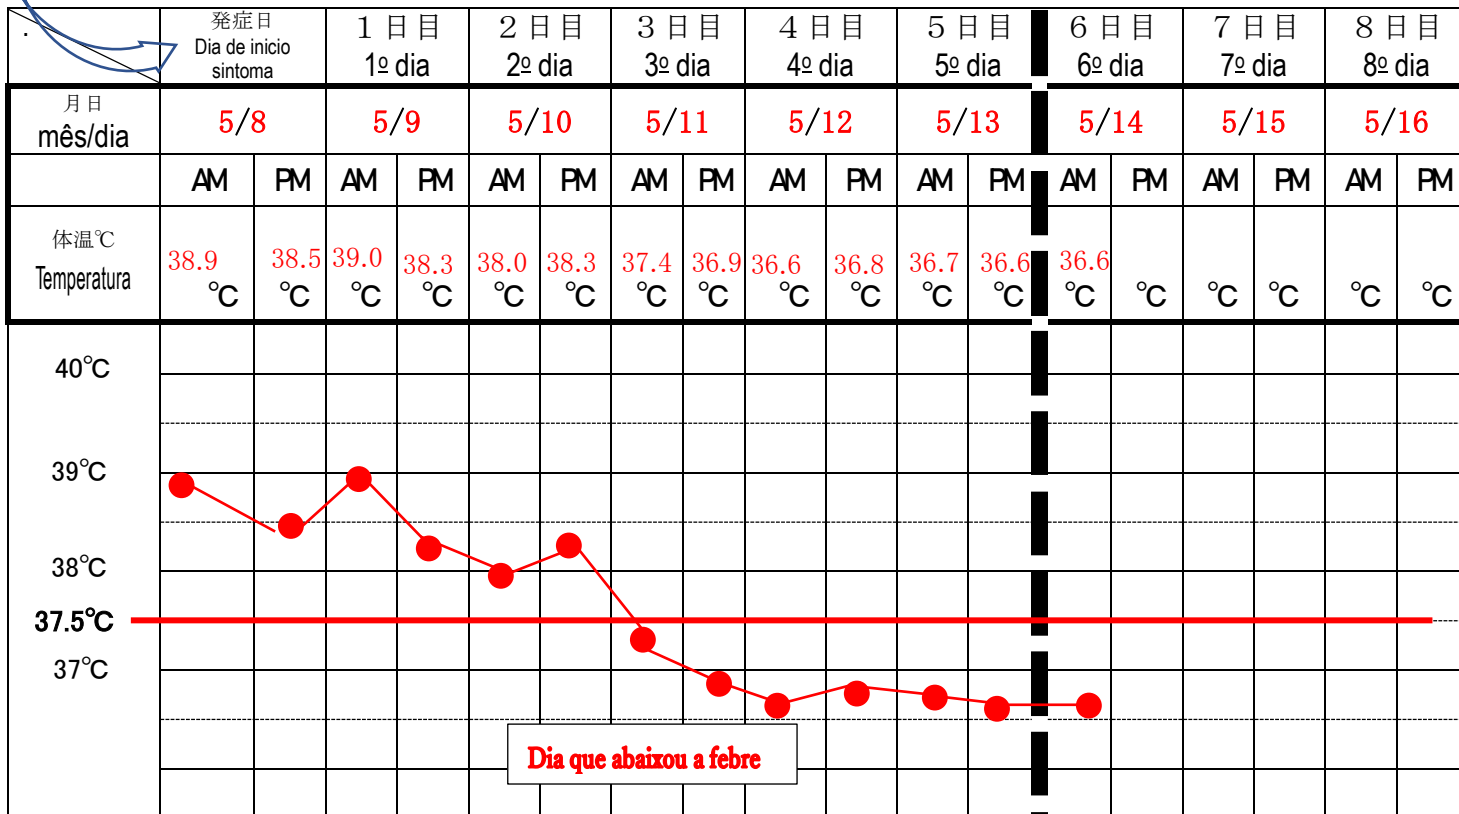 発症日 １日目 ２日目 ３日目 ４日目 ５日目 ６日目 ７日目 ８日目
Dia de inicio
sintoma
1º dia 2º dia 3º dia 4º dia 5º dia 6º dia 7º dia 8º dia
月日
mês/dia
5/8 5/9 5/10 5/11 5/12 5/13 5/14 5/15 5/16
AM PM AM PM AM PM AM PM AM PM AM PM AM PM AM PM AM PM
体温℃
Temperatura
38.9 38.5 39.0 38.3 38.0 38.3 37.4 36.9 36.6 36.8 36.7 36.6 36.6
℃ ℃ ℃ ℃ ℃ ℃ ℃ ℃ ℃ ℃ ℃ ℃ ℃ ℃ ℃ ℃ ℃ ℃
40℃
39℃
38℃
37.5℃
37℃
Dia que abaixou a febre